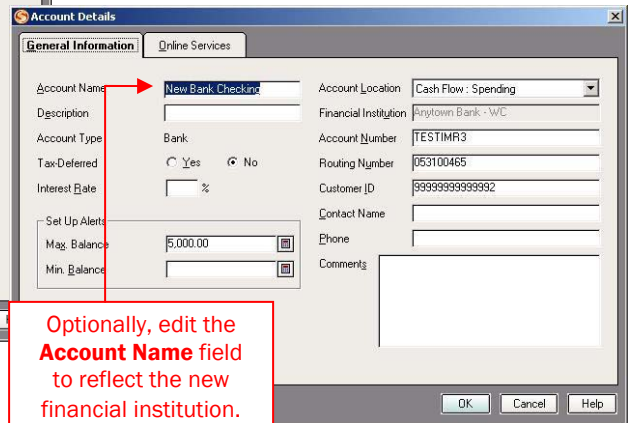 Account Details
General Information
Online Services
Account Name
New Bank Checking
Description
Account Type
Bank
Tax-Deferred
Yes
No
Interest Rate
%
Set Up Alerts
Max. Balance
5,000.00
Min. Balance
Account Location
Cash Flow : Spending
Financial Institution
Anytown Bank - WC
Account Number
TESTIMR3
Routing Number
053100465
Customer ID
99999999999992
Contact Name
Phone
Comments
Optionally, edit the
Account Name field
to reflect the new
financial institution.
OK
Cancel
Help